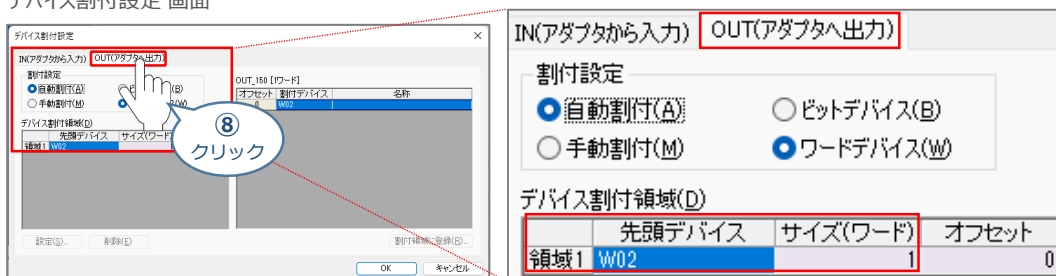 デバイス割付設定 画面
デバイス割付設定
IN(アダプタから入力) OUT(アダプタへ出力)
割付設定
自動割付(A)
手動割付(M)
デバイス割付領域(D)
先頭デバイス サイズ(ワード)
領域1 W02
OUT_150 [1ワード]
オフセット 割付デバイス 名称
0 W02
⑧
クリック
設定(S)... 削除(E) 割付領域に登録(R)...
OK キャンセル
IN(アダプタから入力) OUT(アダプタへ出力)
割付設定
自動割付(A) ビットデバイス(B)
手動割付(M) ワードデバイス(W)
デバイス割付領域(D)
先頭デバイス サイズ(ワード) オフセット
領域1 W02 1 0